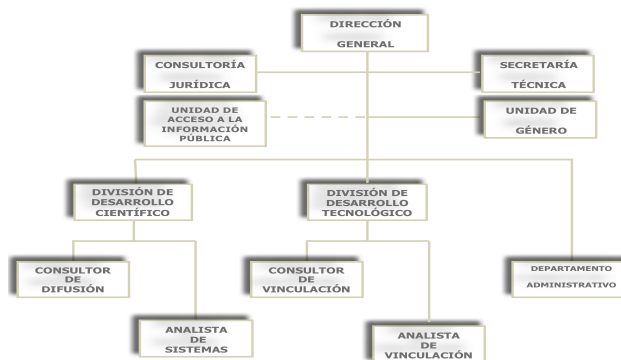 DIRECCIÓN
GENERAL
CONSULTORÍA
JURÍDICA
SECRETARÍA
TÉCNICA
UNIDAD DE
ACCESO A LA
INFORMACIÓN
PÚBLICA
UNIDAD DE
GÉNERO
DIVISIÓN DE
DESARROLLO
CIENTÍFICO
DIVISIÓN DE
DESARROLLO
TECNOLÓGICO
CONSULTOR
DE
DIFUSIÓN
CONSULTOR
DE
VINCULACIÓN
DEPARTAMENTO
ADMINISTRATIVO
ANALISTA
DE
SISTEMAS
ANALISTA
DE
VINCULACIÓN